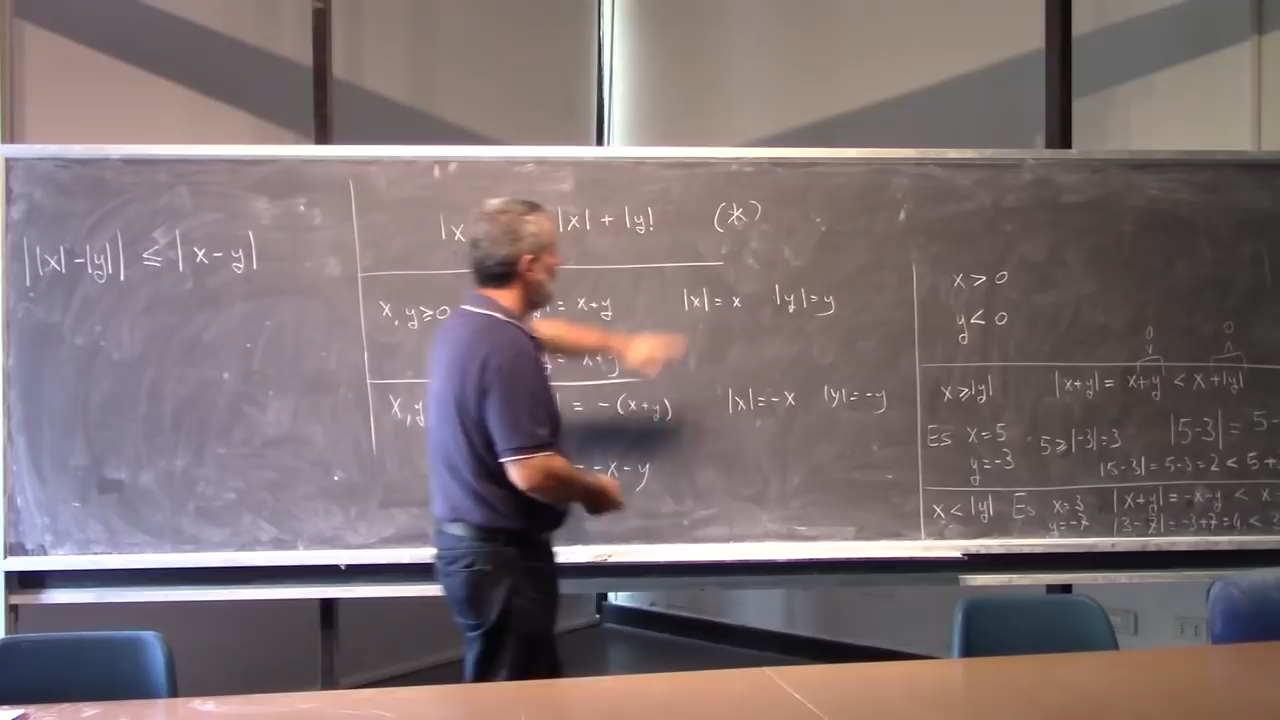 ||x|-|y|| ≤ |x-y|
|x |x| + |y| (*)
x, y ≥ 0 = x+y |x| = x |y| = y
= x+y
x, y = -(x+y) |x| = -x |y| = -y
= -x-y
x > 0
y < 0
x ≥ |y| |x+y| = x+y < x+|y|
Es x = 5 5 ≥ |-3| = 3 |5-3| = 5-
y = -3 |5-3| = 5-3 = 2 < 5+
x < |y| Es x = 3 |x+y| = -x-y < x-
y = -7 |3-7| = -3+7 = 4 <